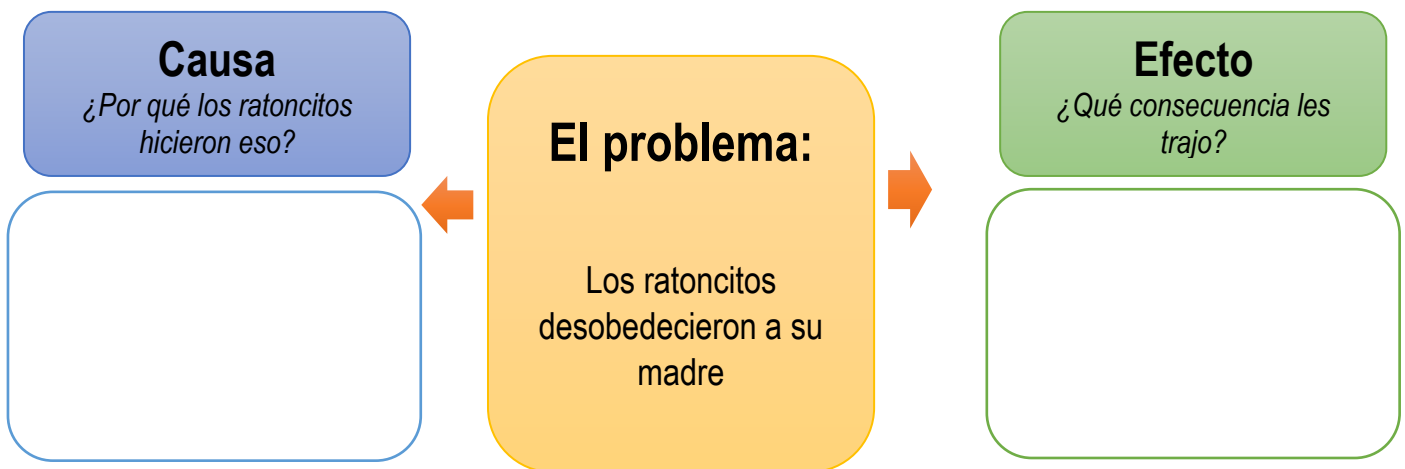 Causa
¿Por qué los ratoncitos
hicieron eso?
El problema:
Los ratoncitos
desobedecieron a su
madre
Efecto
¿Qué consecuencia les
trajo?